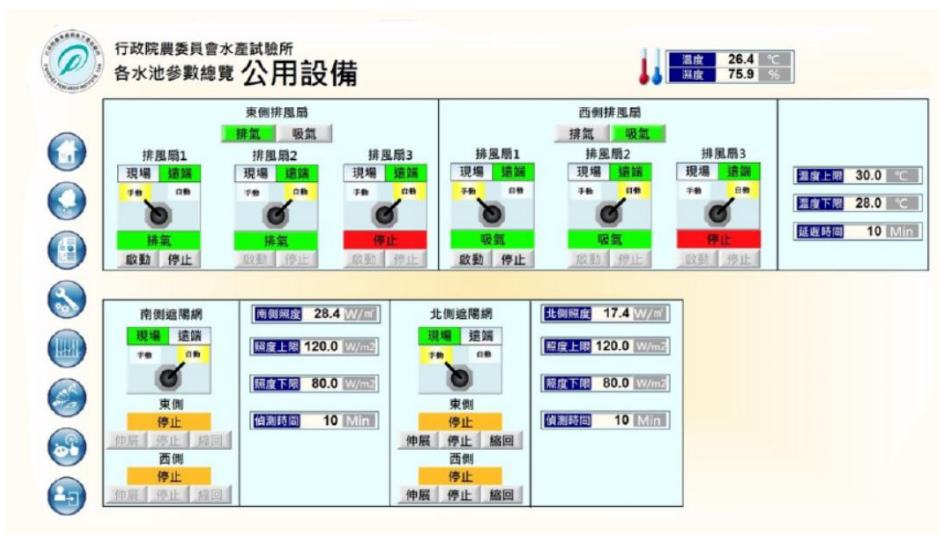 行政院農委員會水產試驗所
各水池參數總覽 公用設備
溫度 26.4 ℃
濕度 75.9 %
東側排風扇
排氣 吸氣
排風扇1 排風扇2 排風扇3
現場 遠端 現場 遠端 現場 遠端
手動 自動 手動 自動 手動 自動
排氣 排氣 停止
啟動 停止 啟動 停止 啟動 停止
西側排風扇
排氣 吸氣
排風扇1 排風扇2 排風扇3
現場 遠端 現場 遠端 現場 遠端
手動 自動 手動 自動 手動 自動
吸氣 吸氣 停止
啟動 停止 啟動 停止 啟動 停止
溫度上限 30.0 ℃
溫度下限 28.0 ℃
延遲時間 10 Min
南側遮陽網
現場 遠端
手動 自動
東側
停止
伸展 停止 縮回
西側
停止
伸展 停止 縮回
南側照度 28.4 W/㎡
照度上限 120.0 W/m2
照度下限 80.0 W/m2
偵測時間 10 Min
北側遮陽網
現場 遠端
手動 自動
東側
停止
伸展 停止 縮回
西側
停止
伸展 停止 縮回
北側照度 17.4 W/㎡
照度上限 120.0 W/m2
照度下限 80.0 W/m2
偵測時間 10 Min